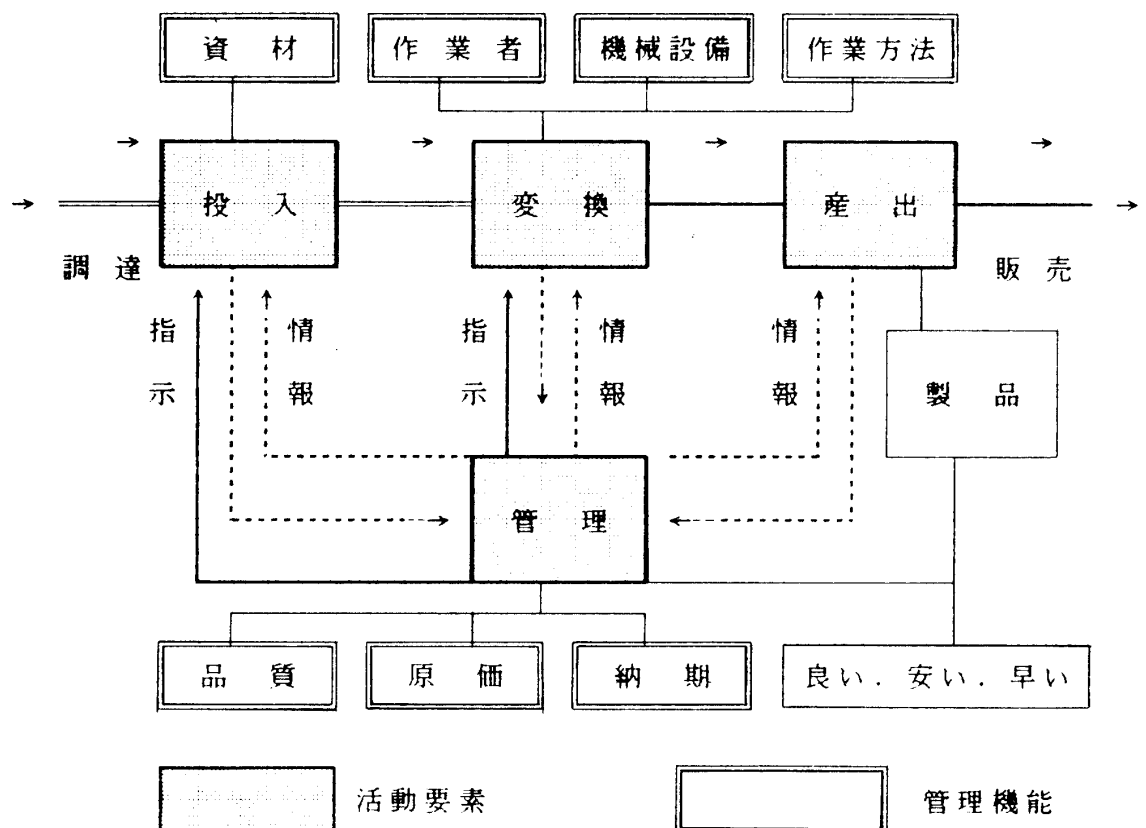 資材 作業者 機械設備 作業方法
→ → → →
→ 投入 変換 産出 →
調達 販売
指示 情報 指示 情報 情報
製品
管理
品質 原価 納期 良い．安い．早い
活動要素 管理機能